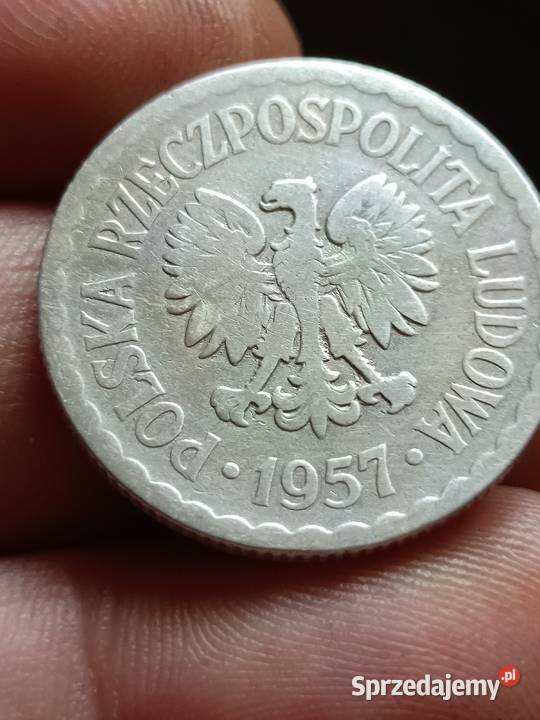 POLSKA RZECZPOSPOLITA LUDOWA
· 1957 ·
Sprzedajemy.pl